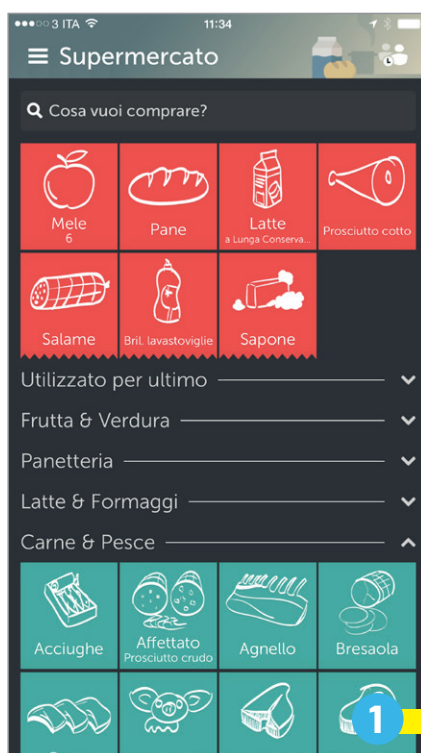 3 ITA 11:34
Supermercato
Cosa vuoi comprare?
Mele
6
Pane
Latte
a Lunga Conserva...
Prosciutto cotto
Salame
Bril. lavastoviglie
Sapone
Utilizzato per ultimo
Frutta & Verdura
Panetteria
Latte & Formaggi
Carne & Pesce
Acciughe
Affettato
Prosciutto crudo
Agnello
Bresaola
1